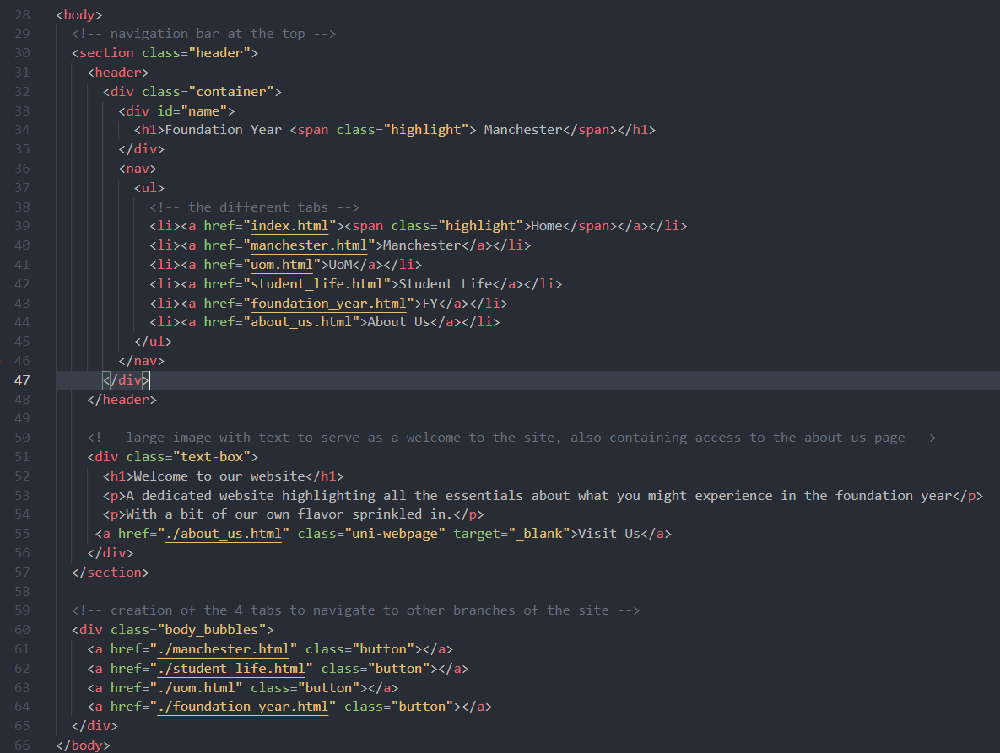 28 <body>
29 <!-- navigation bar at the top -->
30 <section class="header">
31 <header>
32 <div class="container">
33 <div id="name">
34 <h1>Foundation Year <span class="highlight"> Manchester</span></h1>
35 </div>
36 <nav>
37 <ul>
38 <!-- the different tabs -->
39 <li><a href="index.html"><span class="highlight">Home</span></a></li>
40 <li><a href="manchester.html">Manchester</a></li>
41 <li><a href="uom.html">UoM</a></li>
42 <li><a href="student_life.html">Student Life</a></li>
43 <li><a href="foundation_year.html">FY</a></li>
44 <li><a href="about_us.html">About Us</a></li>
45 </ul>
46 </nav>
47 </div>
48 </header>
49
50 <!-- large image with text to serve as a welcome to the site, also containing access to the about us page -->
51 <div class="text-box">
52 <h1>Welcome to our website</h1>
53 <p>A dedicated website highlighting all the essentials about what you might experience in the foundation year</p>
54 <p>With a bit of our own flavor sprinkled in.</p>
55 <a href="./about_us.html" class="uni-webpage" target="_blank">Visit Us</a>
56 </div>
57 </section>
58
59 <!-- creation of the 4 tabs to navigate to other branches of the site -->
60 <div class="body_bubbles">
61 <a href="./manchester.html" class="button"></a>
62 <a href="./student_life.html" class="button"></a>
63 <a href="./uom.html" class="button"></a>
64 <a href="./foundation_year.html" class="button"></a>
65 </div>
66 </body>